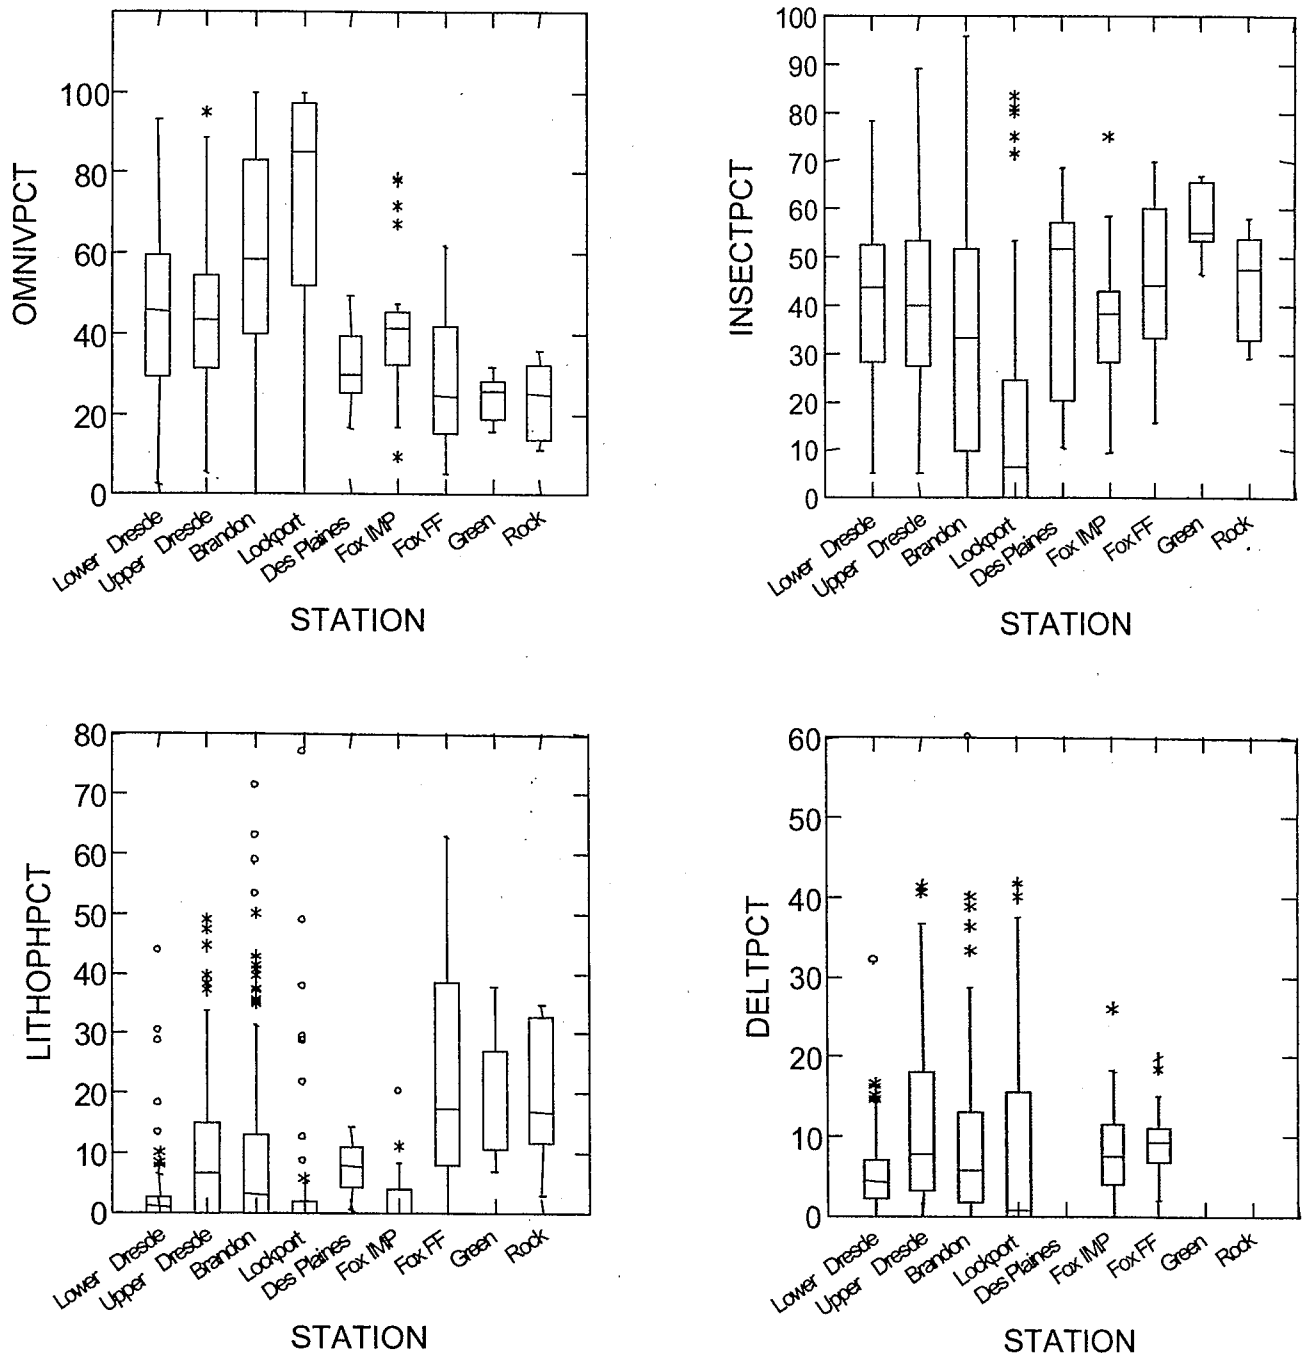 OMNIVPCT
100
80
60
40
20
0
Lower Dresde
Upper Dresde
Brandon
Lockport
Des Plaines
Fox IMP
Fox FF
Green
Rock
STATION
INSECTPCT
100
90
80
70
60
50
40
30
20
10
0
Lower Dresde
Upper Dresde
Brandon
Lockport
Des Plaines
Fox IMP
Fox FF
Green
Rock
STATION
LITHOPHPCT
80
70
60
50
40
30
20
10
0
Lower Dresde
Upper Dresde
Brandon
Lockport
Des Plaines
Fox IMP
Fox FF
Green
Rock
STATION
DELTPCT
60
50
40
30
20
10
0
Lower Dresde
Upper Dresde
Brandon
Lockport
Des Plaines
Fox IMP
Fox FF
Green
Rock
STATION